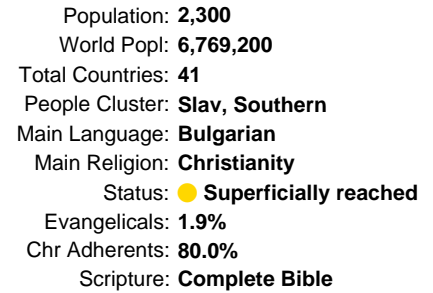 Population: 2,300
World Popl: 6,769,200
Total Countries: 41
People Cluster: Slav, Southern
Main Language: Bulgarian
Main Religion: Christianity
Status: Superficially reached
Evangelicals: 1.9%
Chr Adherents: 80.0%
Scripture: Complete Bible